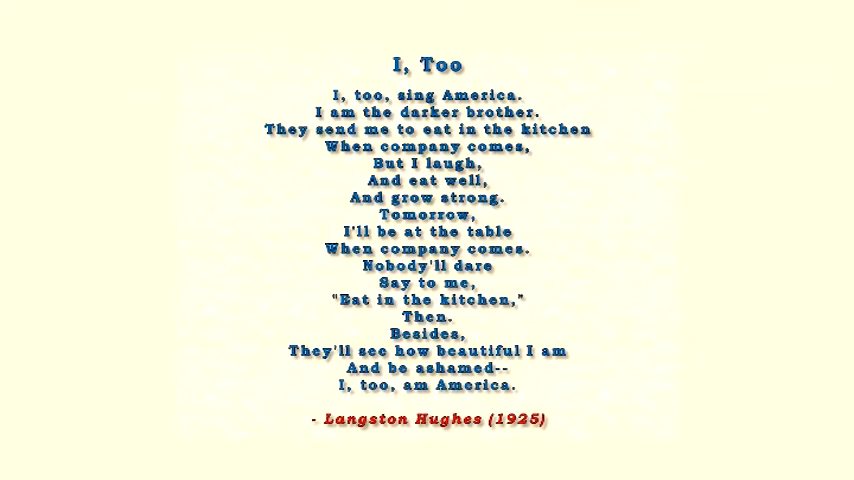 I, Too
I, too, sing America.
I am the darker brother.
They send me to eat in the kitchen
When company comes,
But I laugh,
And eat well,
And grow strong.
Tomorrow,
I'll be at the table
When company comes.
Nobody'll dare
Say to me,
"Eat in the kitchen,"
Then.
Besides,
They'll see how beautiful I am
And be ashamed--
I, too, am America.
- Langston Hughes (1925)